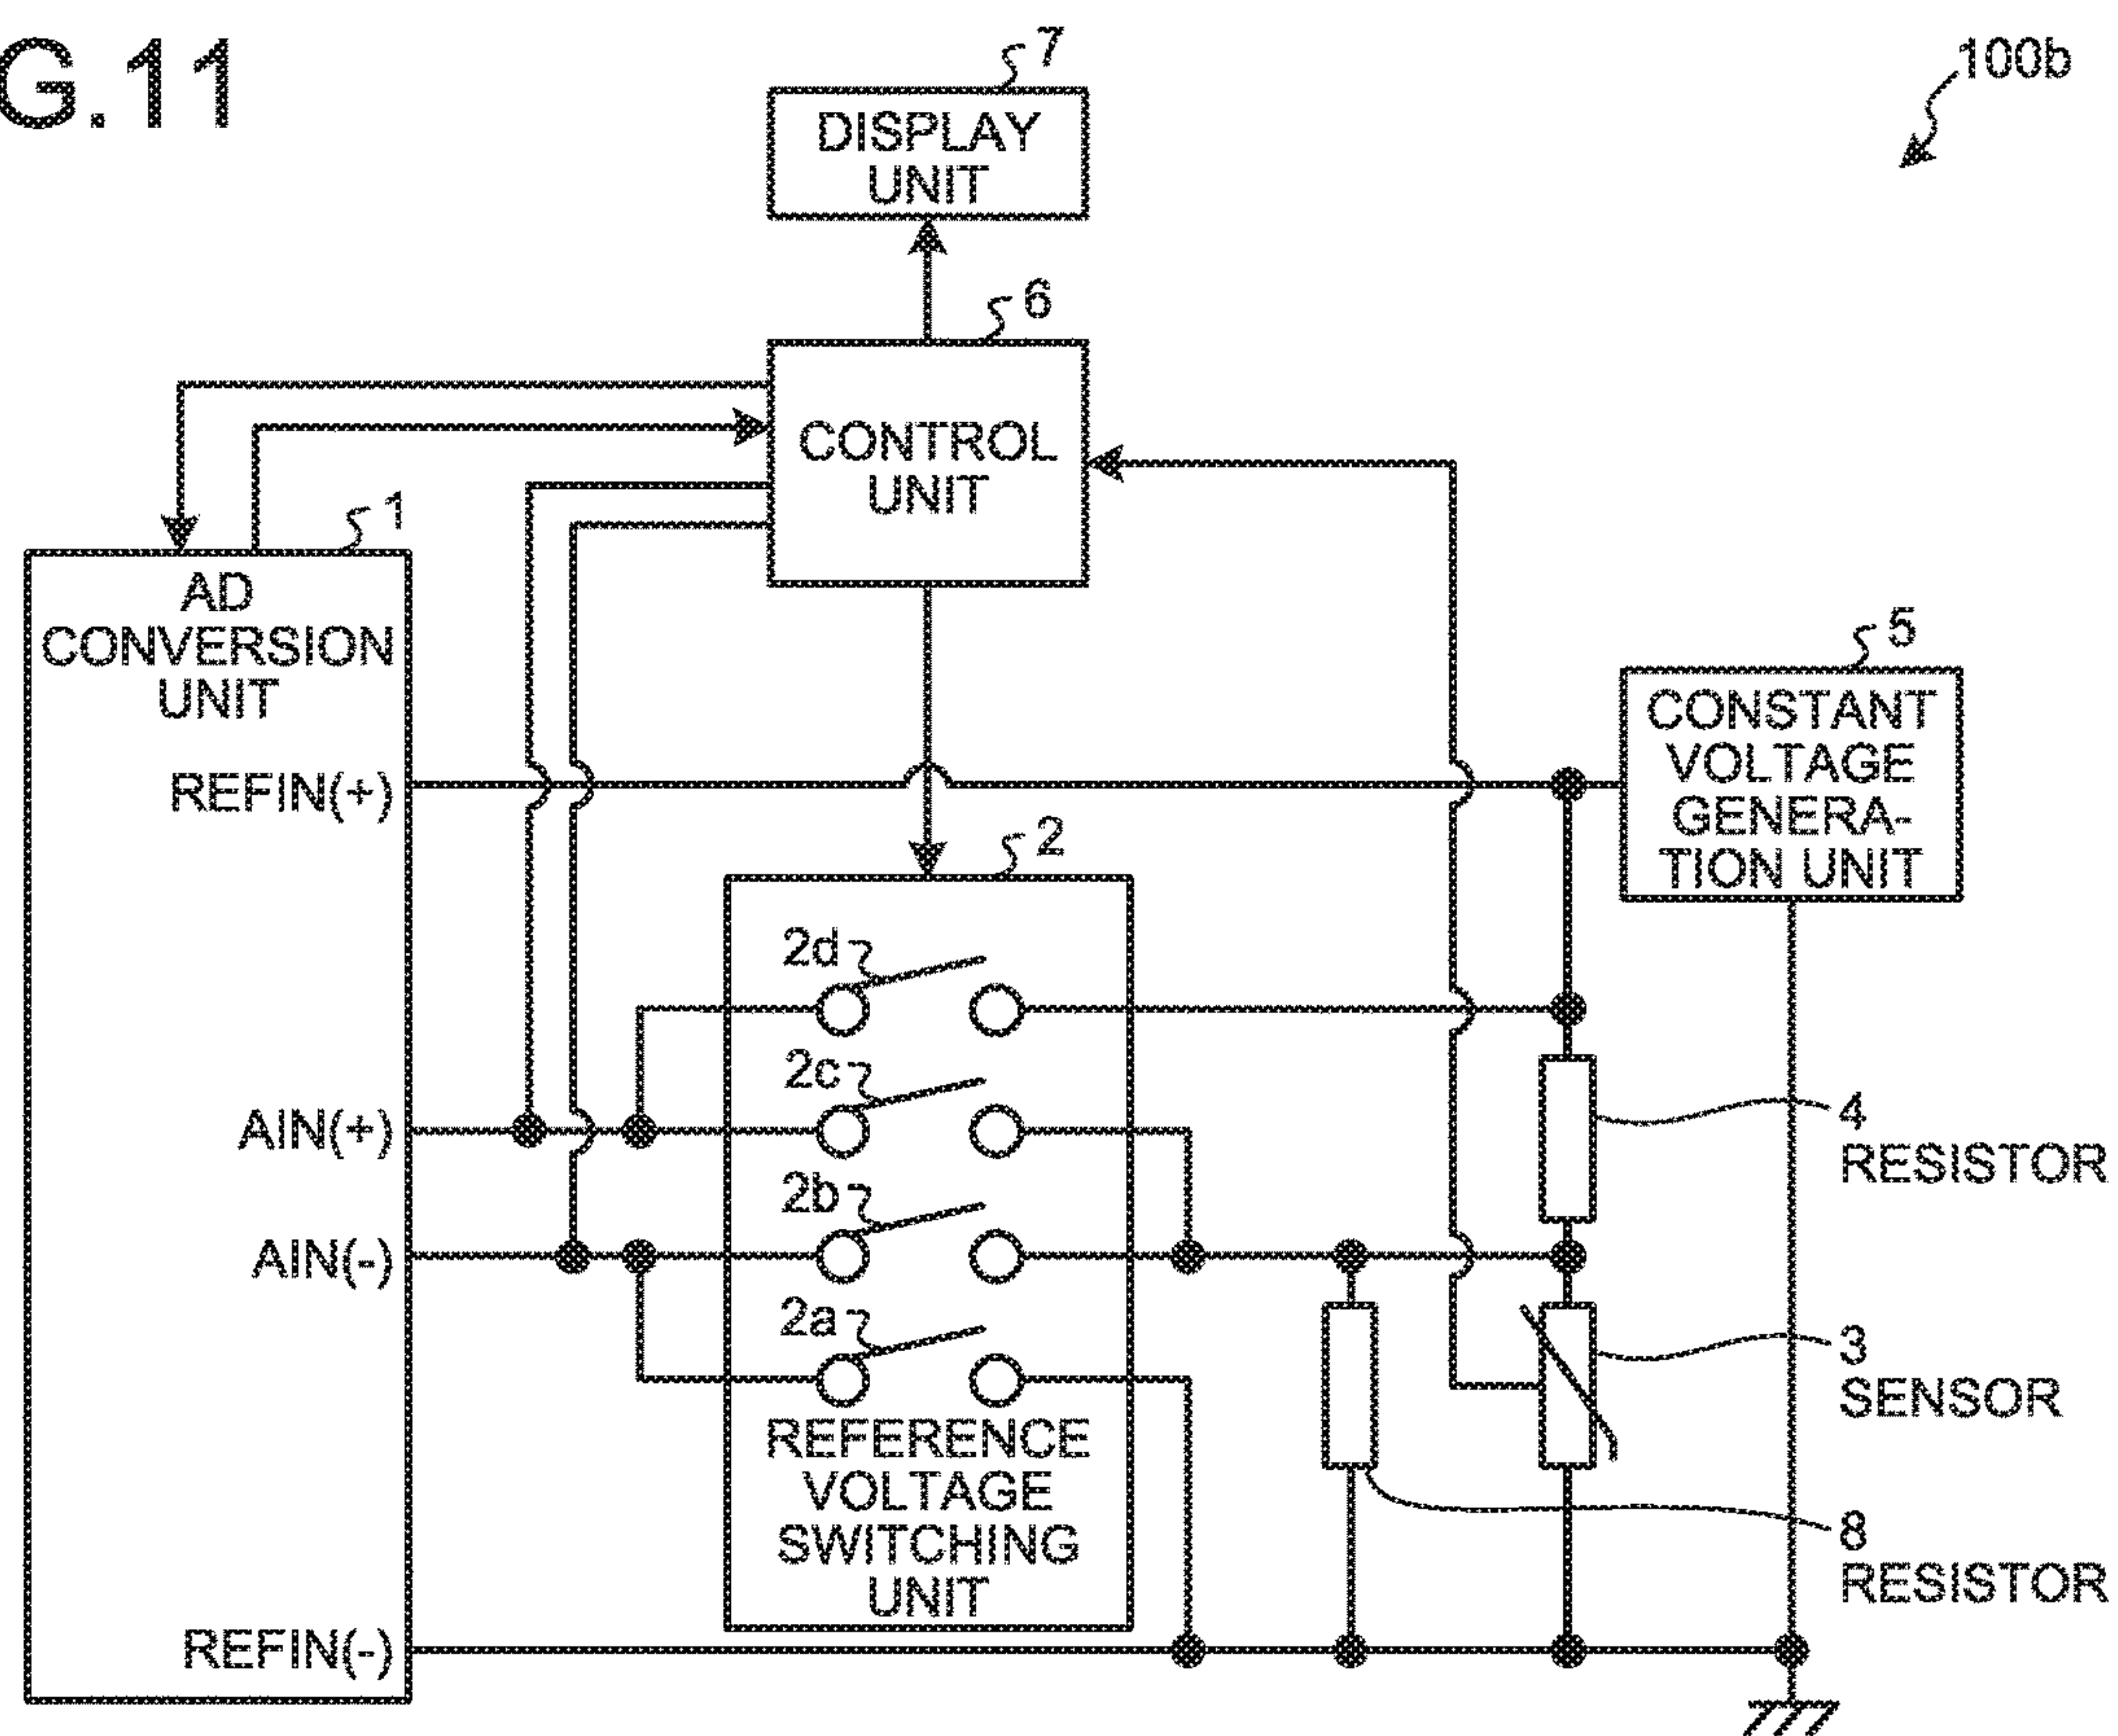 G.11
100b
7
DISPLAY
UNIT
6
CONTROL
UNIT
1
AD
CONVERSION
UNIT
REFIN(+)
AIN(+)
AIN(-)
REFIN(-)
5
CONSTANT
VOLTAGE
GENERA-
TION UNIT
2
2d
2c
2b
2a
REFERENCE
VOLTAGE
SWITCHING
UNIT
4
RESISTOR
3
SENSOR
8
RESISTOR